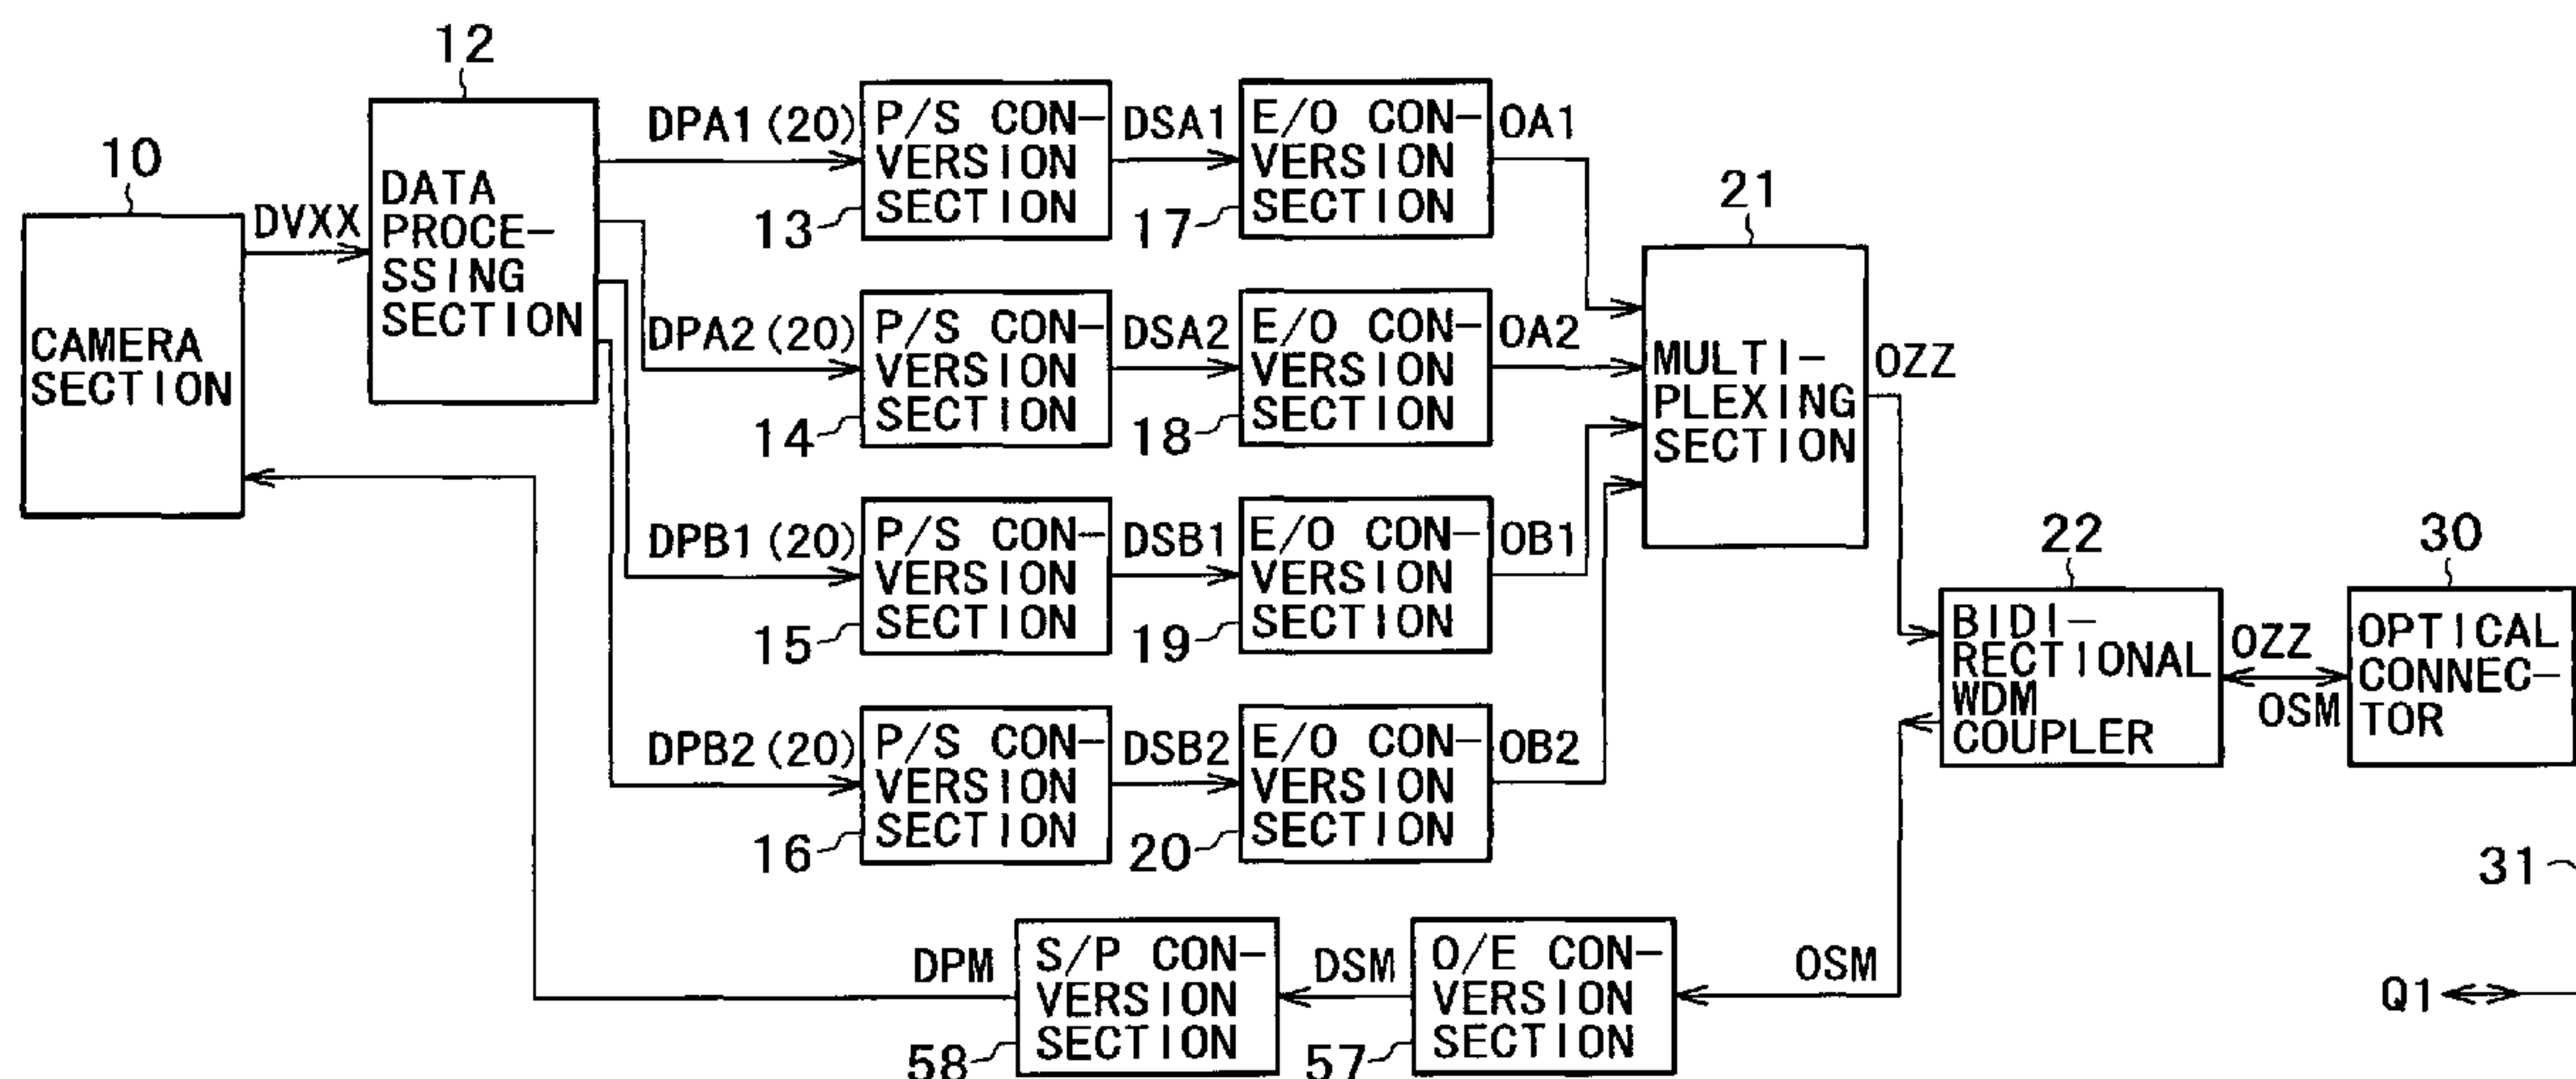 12
10
DVXX
CAMERA
SECTION
DATA
PROCE-
SSING
SECTION
DPA1(20)
P/S CON-
VERSION
SECTION
13
DSA1
E/O CON-
VERSION
SECTION
17
OA1
DPA2(20)
P/S CON-
VERSION
SECTION
14
DSA2
E/O CON-
VERSION
SECTION
18
OA2
DPB1(20)
P/S CON-
VERSION
SECTION
15
DSB1
E/O CON-
VERSION
SECTION
19
OB1
DPB2(20)
P/S CON-
VERSION
SECTION
16
DSB2
E/O CON-
VERSION
SECTION
20
OB2
21
MULTI-
PLEXING
SECTION
OZZ
22
BIDI-
RECTIONAL
WDM
COUPLER
OZZ
OSM
30
OPTICAL
CONNEC-
TOR
31
Q1
DPM
S/P CON-
VERSION
SECTION
58
DSM
O/E CON-
VERSION
SECTION
57
OSM